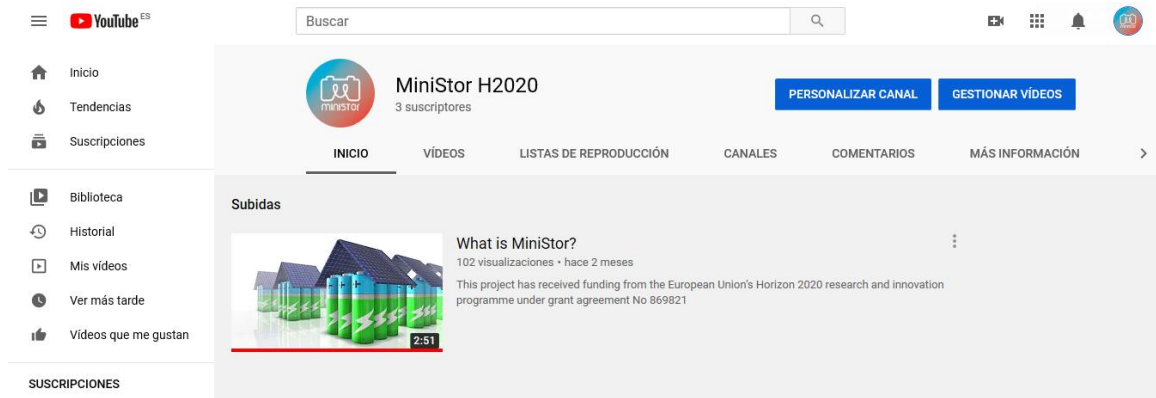 YouTube ES
Buscar
Inicio
Tendencias
Suscripciones
Biblioteca
Historial
Mis vídeos
Ver más tarde
Vídeos que me gustan
SUSCRIPCIONES
MINISTOR
MiniStor H2020
3 suscriptores
PERSONALIZAR CANAL
GESTIONAR VÍDEOS
INICIO
VÍDEOS
LISTAS DE REPRODUCCIÓN
CANALES
COMENTARIOS
MÁS INFORMACIÓN
Subidas
2:51
What is MiniStor?
102 visualizaciones • hace 2 meses
This project has received funding from the European Union's Horizon 2020 research and innovation
programme under grant agreement No 869821